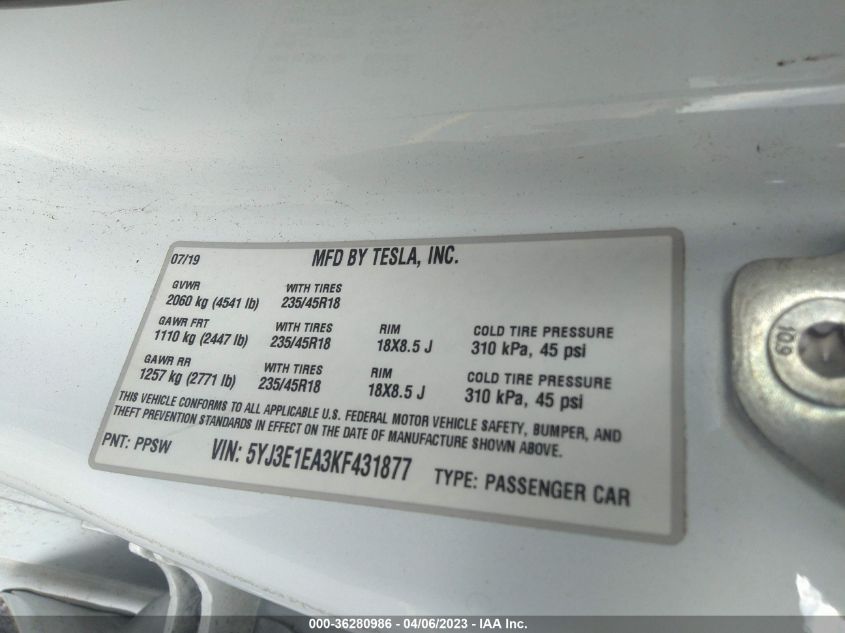 07/19 MFD BY TESLA, INC.
GVWR WITH TIRES
2060 kg (4541 lb) 235/45R18
GAWR FRT WITH TIRES RIM COLD TIRE PRESSURE
1110 kg (2447 lb) 235/45R18 18X8.5 J 310 kPa, 45 psi
GAWR RR WITH TIRES RIM COLD TIRE PRESSURE
1257 kg (2771 lb) 235/45R18 18X8.5 J 310 kPa, 45 psi
THIS VEHICLE CONFORMS TO ALL APPLICABLE U.S. FEDERAL MOTOR VEHICLE SAFETY, BUMPER, AND
THEFT PREVENTION STANDARDS IN EFFECT ON THE DATE OF MANUFACTURE SHOWN ABOVE.
PNT: PPSW VIN: 5YJ3E1EA3KF431877 TYPE: PASSENGER CAR
10.9
000-36280986 - 04/06/2023 - IAA Inc.